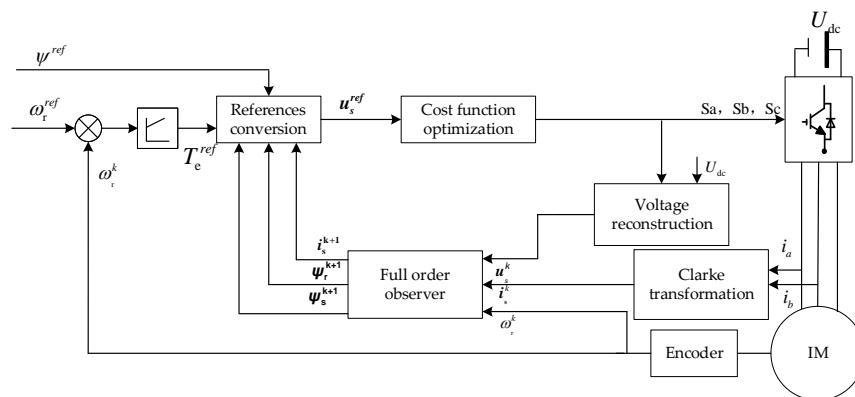 U_dc
ψ^ref
ω_r^ref
References conversion
u_s^ref
Cost function optimization
Sa，Sb，Sc
T_e^ref
ω_r^k
U_dc
Voltage reconstruction
i_s^k+1
ψ_r^k+1
ψ_s^k+1
Full order observer
u_s^k
i_s^k
ω_r^k
Clarke transformation
i_a
i_b
Encoder
IM